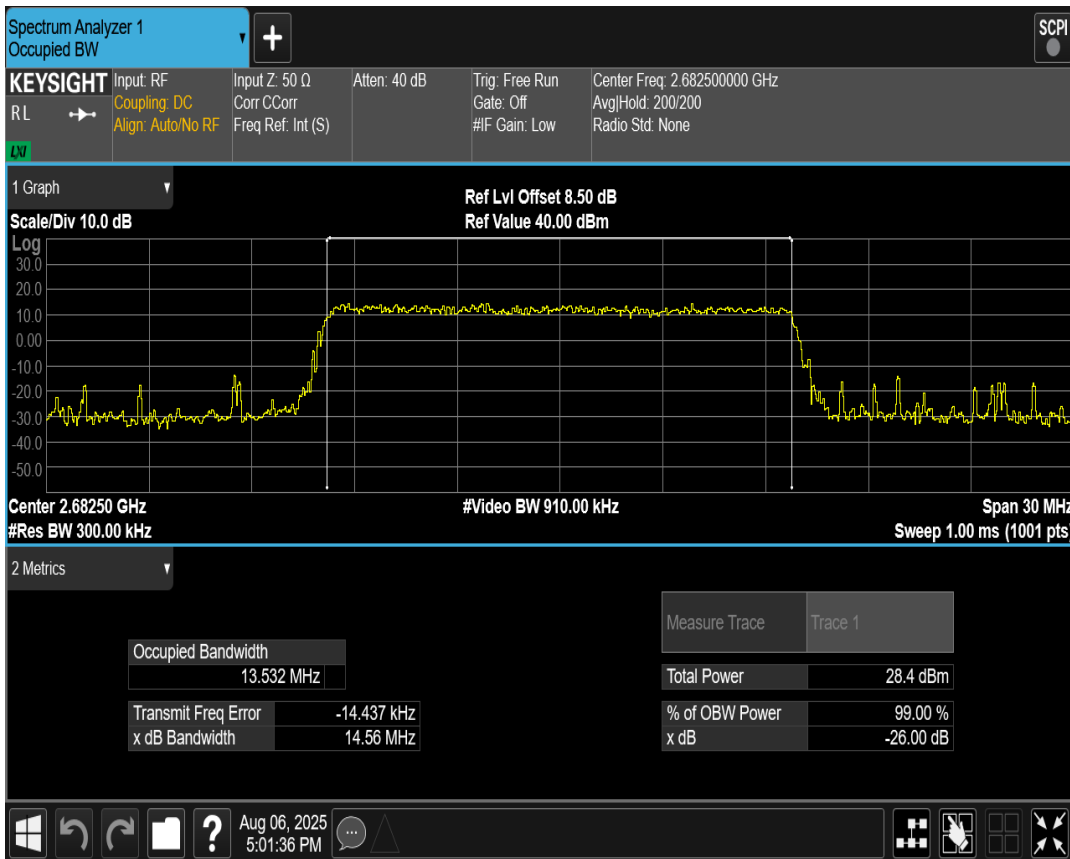 Spectrum Analyzer 1
Occupied BW
+
SCPI
KEYSIGHT
RL
LXI
Input: RF
Coupling: DC
Align: Auto/No RF
Input Z: 50 Ω
Corr CCorr
Freq Ref: Int (S)
Atten: 40 dB
Trig: Free Run
Gate: Off
#IF Gain: Low
Center Freq: 2.682500000 GHz
Avg|Hold: 200/200
Radio Std: None
1 Graph
Scale/Div 10.0 dB
Ref Lvl Offset 8.50 dB
Ref Value 40.00 dBm
Log
30.0
20.0
10.0
0.00
-10.0
-20.0
-30.0
-40.0
-50.0
Center 2.68250 GHz
#Video BW 910.00 kHz
Span 30 MHz
#Res BW 300.00 kHz
Sweep 1.00 ms (1001 pts)
2 Metrics
Measure Trace Trace 1
Occupied Bandwidth
13.532 MHz
Total Power 28.4 dBm
Transmit Freq Error -14.437 kHz
% of OBW Power 99.00 %
x dB Bandwidth 14.56 MHz
x dB -26.00 dB
?
Aug 06, 2025
5:01:36 PM